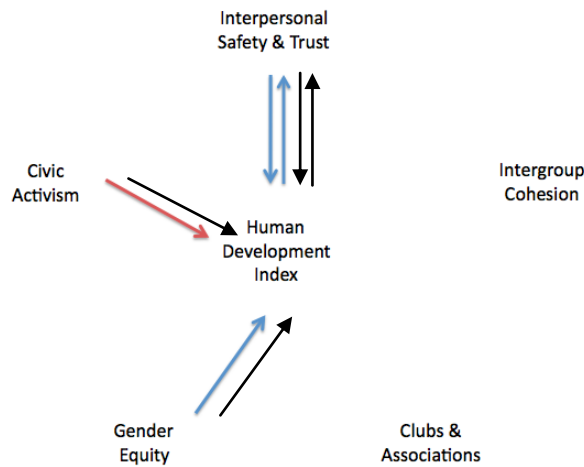 Interpersonal
Safety & Trust
Civic
Activism
Intergroup
Cohesion
Human
Development
Index
Gender
Equity
Clubs &
Associations